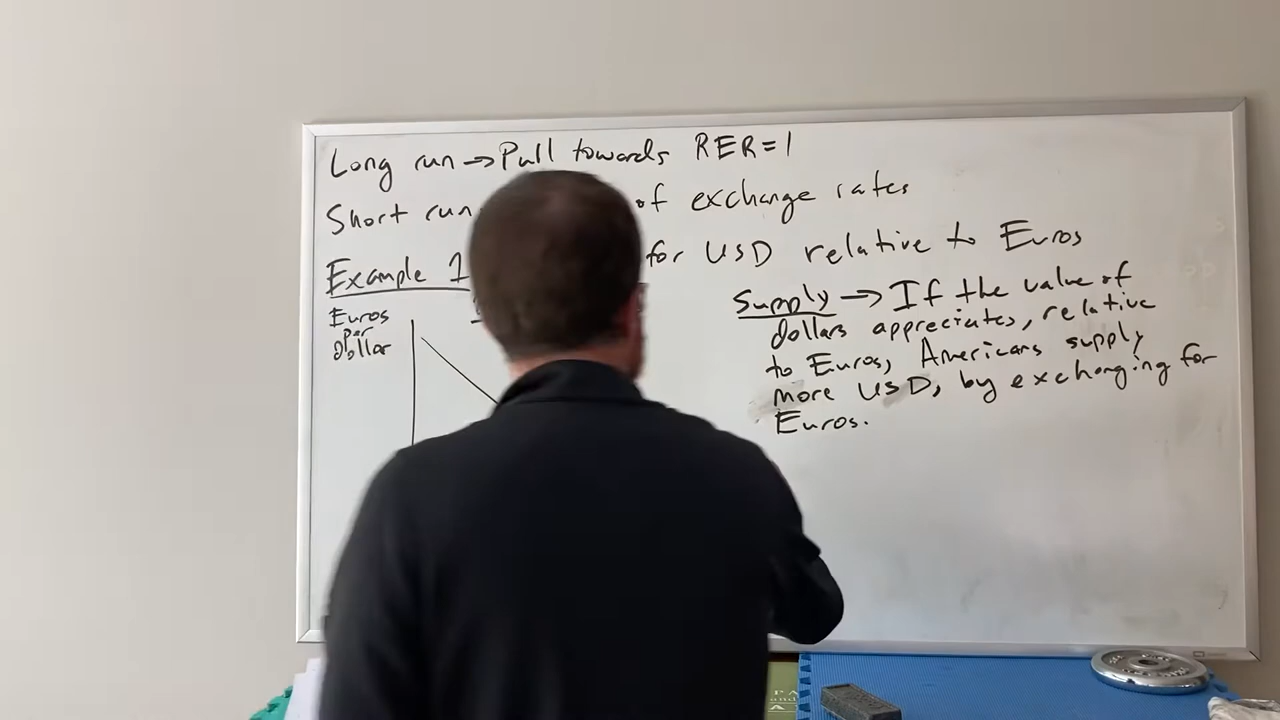 Long run → Pull towards RER=1
Short run of exchange rates
Example 1 for USD relative to Euros
Euros
per
dollar
Supply → If the value of
dollars appreciates, relative
to Euros, Americans supply
more USD, by exchanging for
Euros.